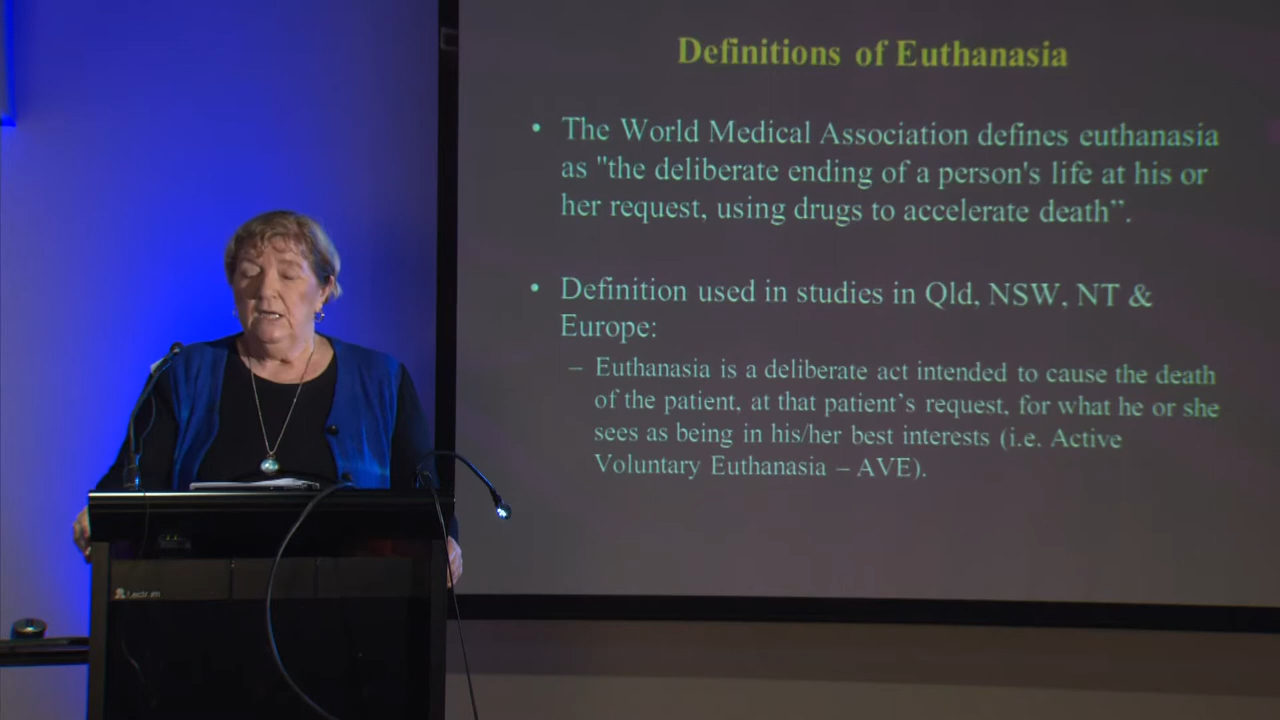 Definitions of Euthanasia
• The World Medical Association defines euthanasia
as "the deliberate ending of a person's life at his or
her request, using drugs to accelerate death”.
• Definition used in studies in Qld, NSW, NT &
Europe:
– Euthanasia is a deliberate act intended to cause the death
of the patient, at that patient’s request, for what he or she
sees as being in his/her best interests (i.e. Active
Voluntary Euthanasia – AVE).